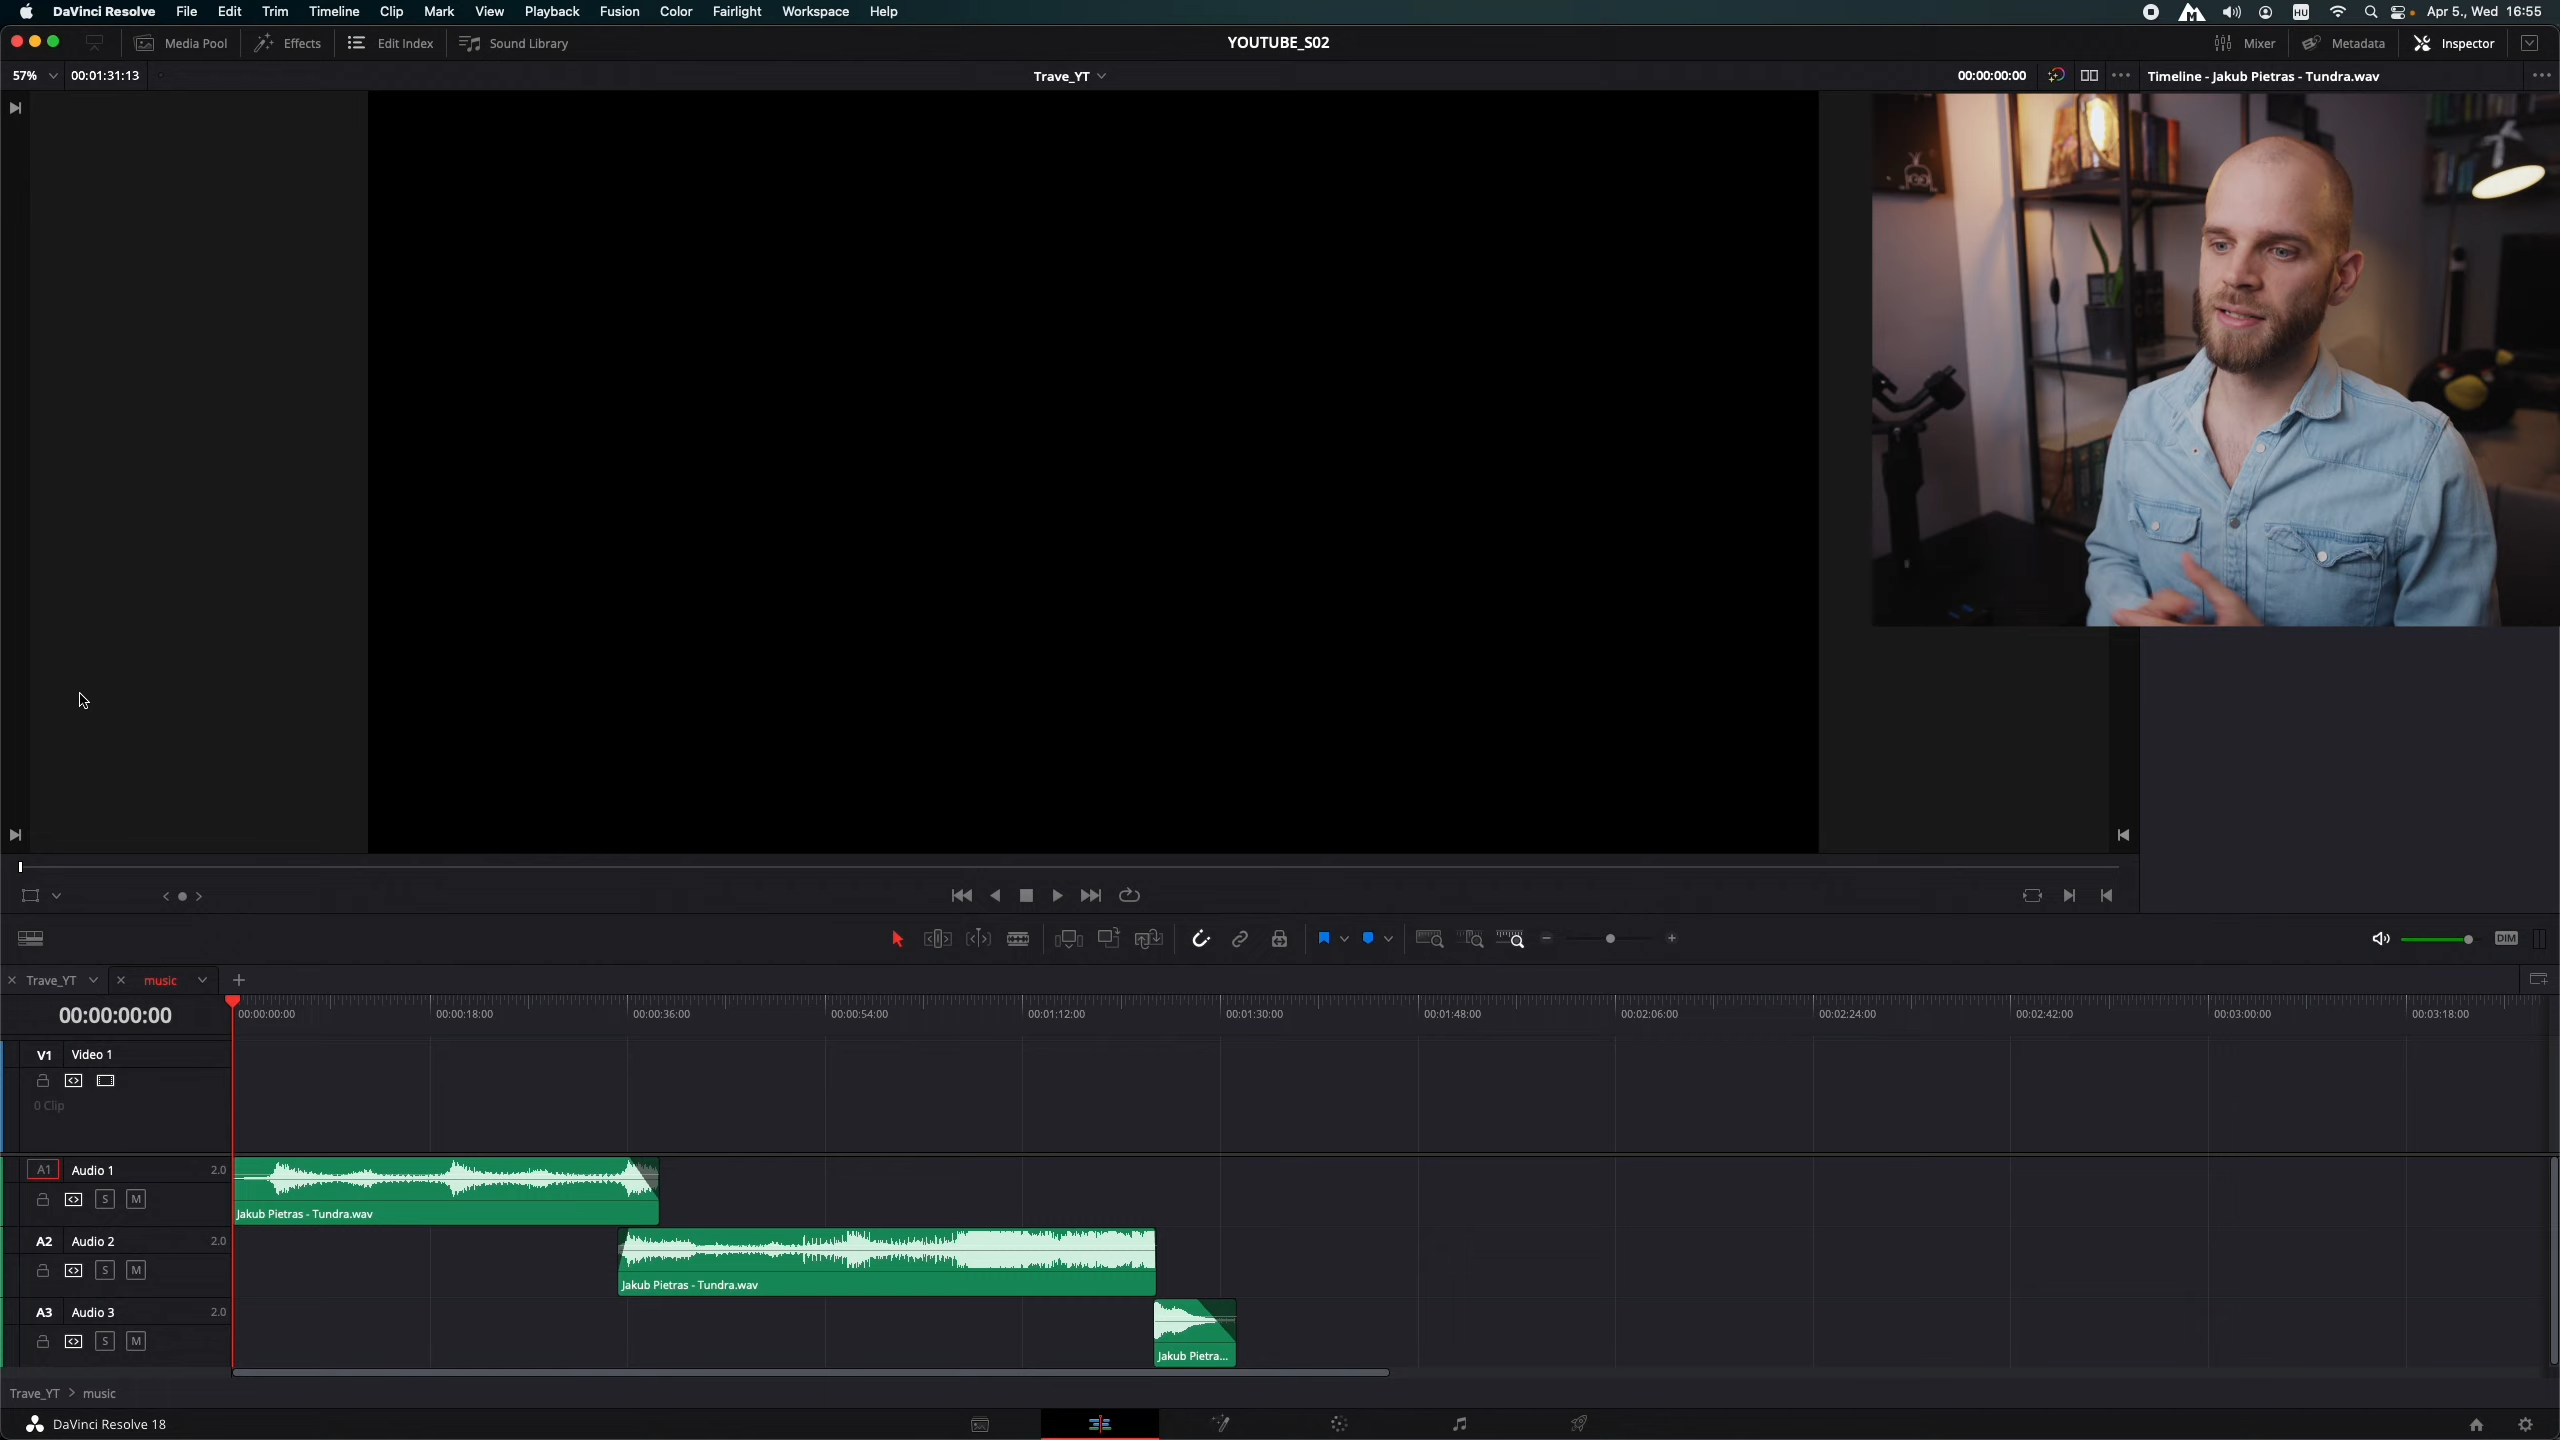 DaVinci Resolve File Edit Trim Timeline Clip Mark View Playback Fusion Color Fairlight Workspace Help HU Apr 5., Wed 16:55
Media Pool Effects Edit Index Sound Library YOUTUBE_S02 Mixer Metadata Inspector
57% 00:01:31:13 Trave_YT 00:00:00:00 Timeline - Jakub Pietras - Tundra.wav
DIM
Trave_YT music
00:00:00:00 00:00:00:00 00:00:18:00 00:00:36:00 00:00:54:00 00:01:12:00 00:01:30:00 00:01:48:00 00:02:06:00 00:02:24:00 00:02:42:00 00:03:00:00 00:03:18:00
V1 Video 1
0 Clip
A1 Audio 1 2.0
S M
Jakub Pietras - Tundra.wav
A2 Audio 2 2.0
S M
Jakub Pietras - Tundra.wav
A3 Audio 3 2.0
S M
Jakub Pietra...
Trave_YT > music
DaVinci Resolve 18